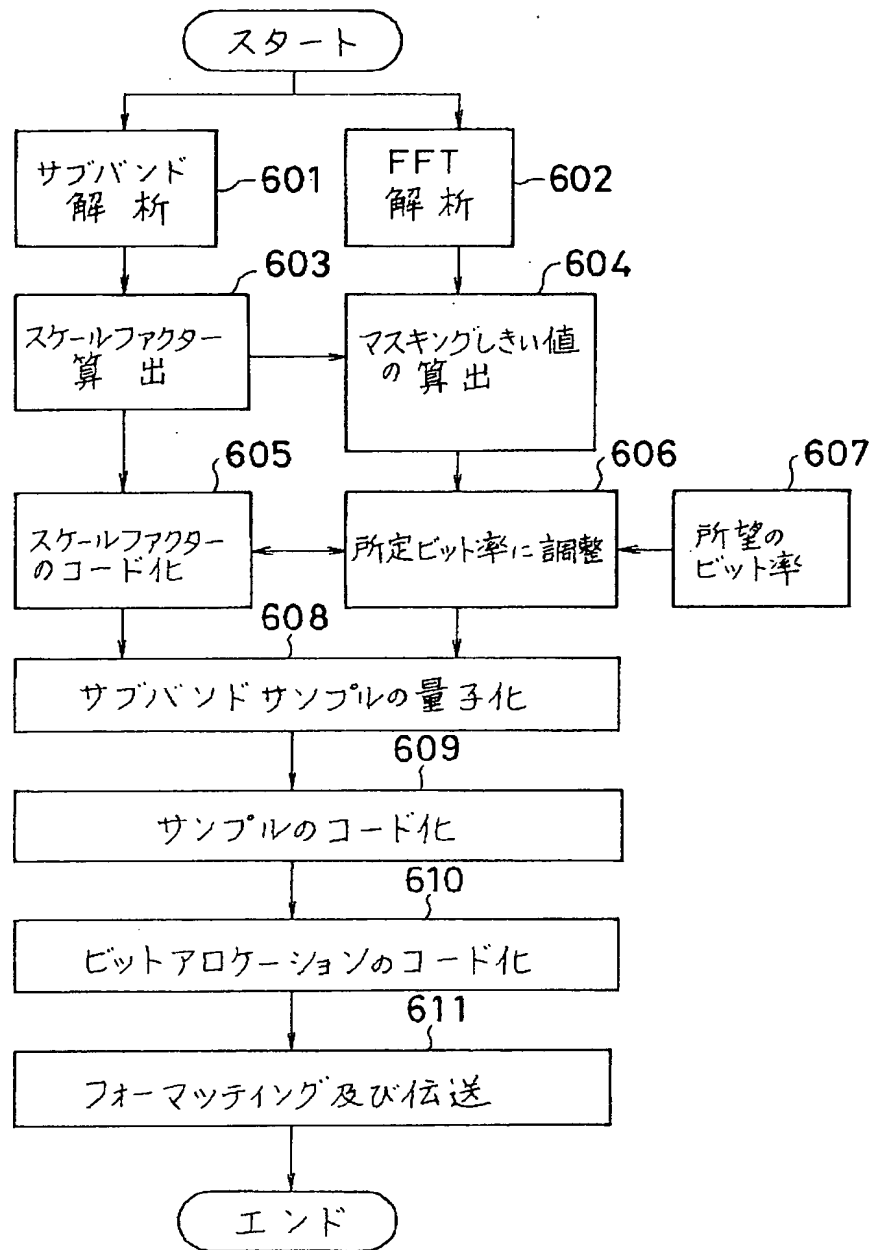 スタート
サブバンド
解析
601
FFT
解析
602
603
スケールファクター
算出
604
マスキングしきい値
の算出
605
スケールファクター
のコード化
606
所定ビット率に調整
607
所望の
ビット率
608
サブバンドサンプルの量子化
609
サンプルのコード化
610
ビットアロケーションのコード化
611
フォーマッティング及び伝送
エンド